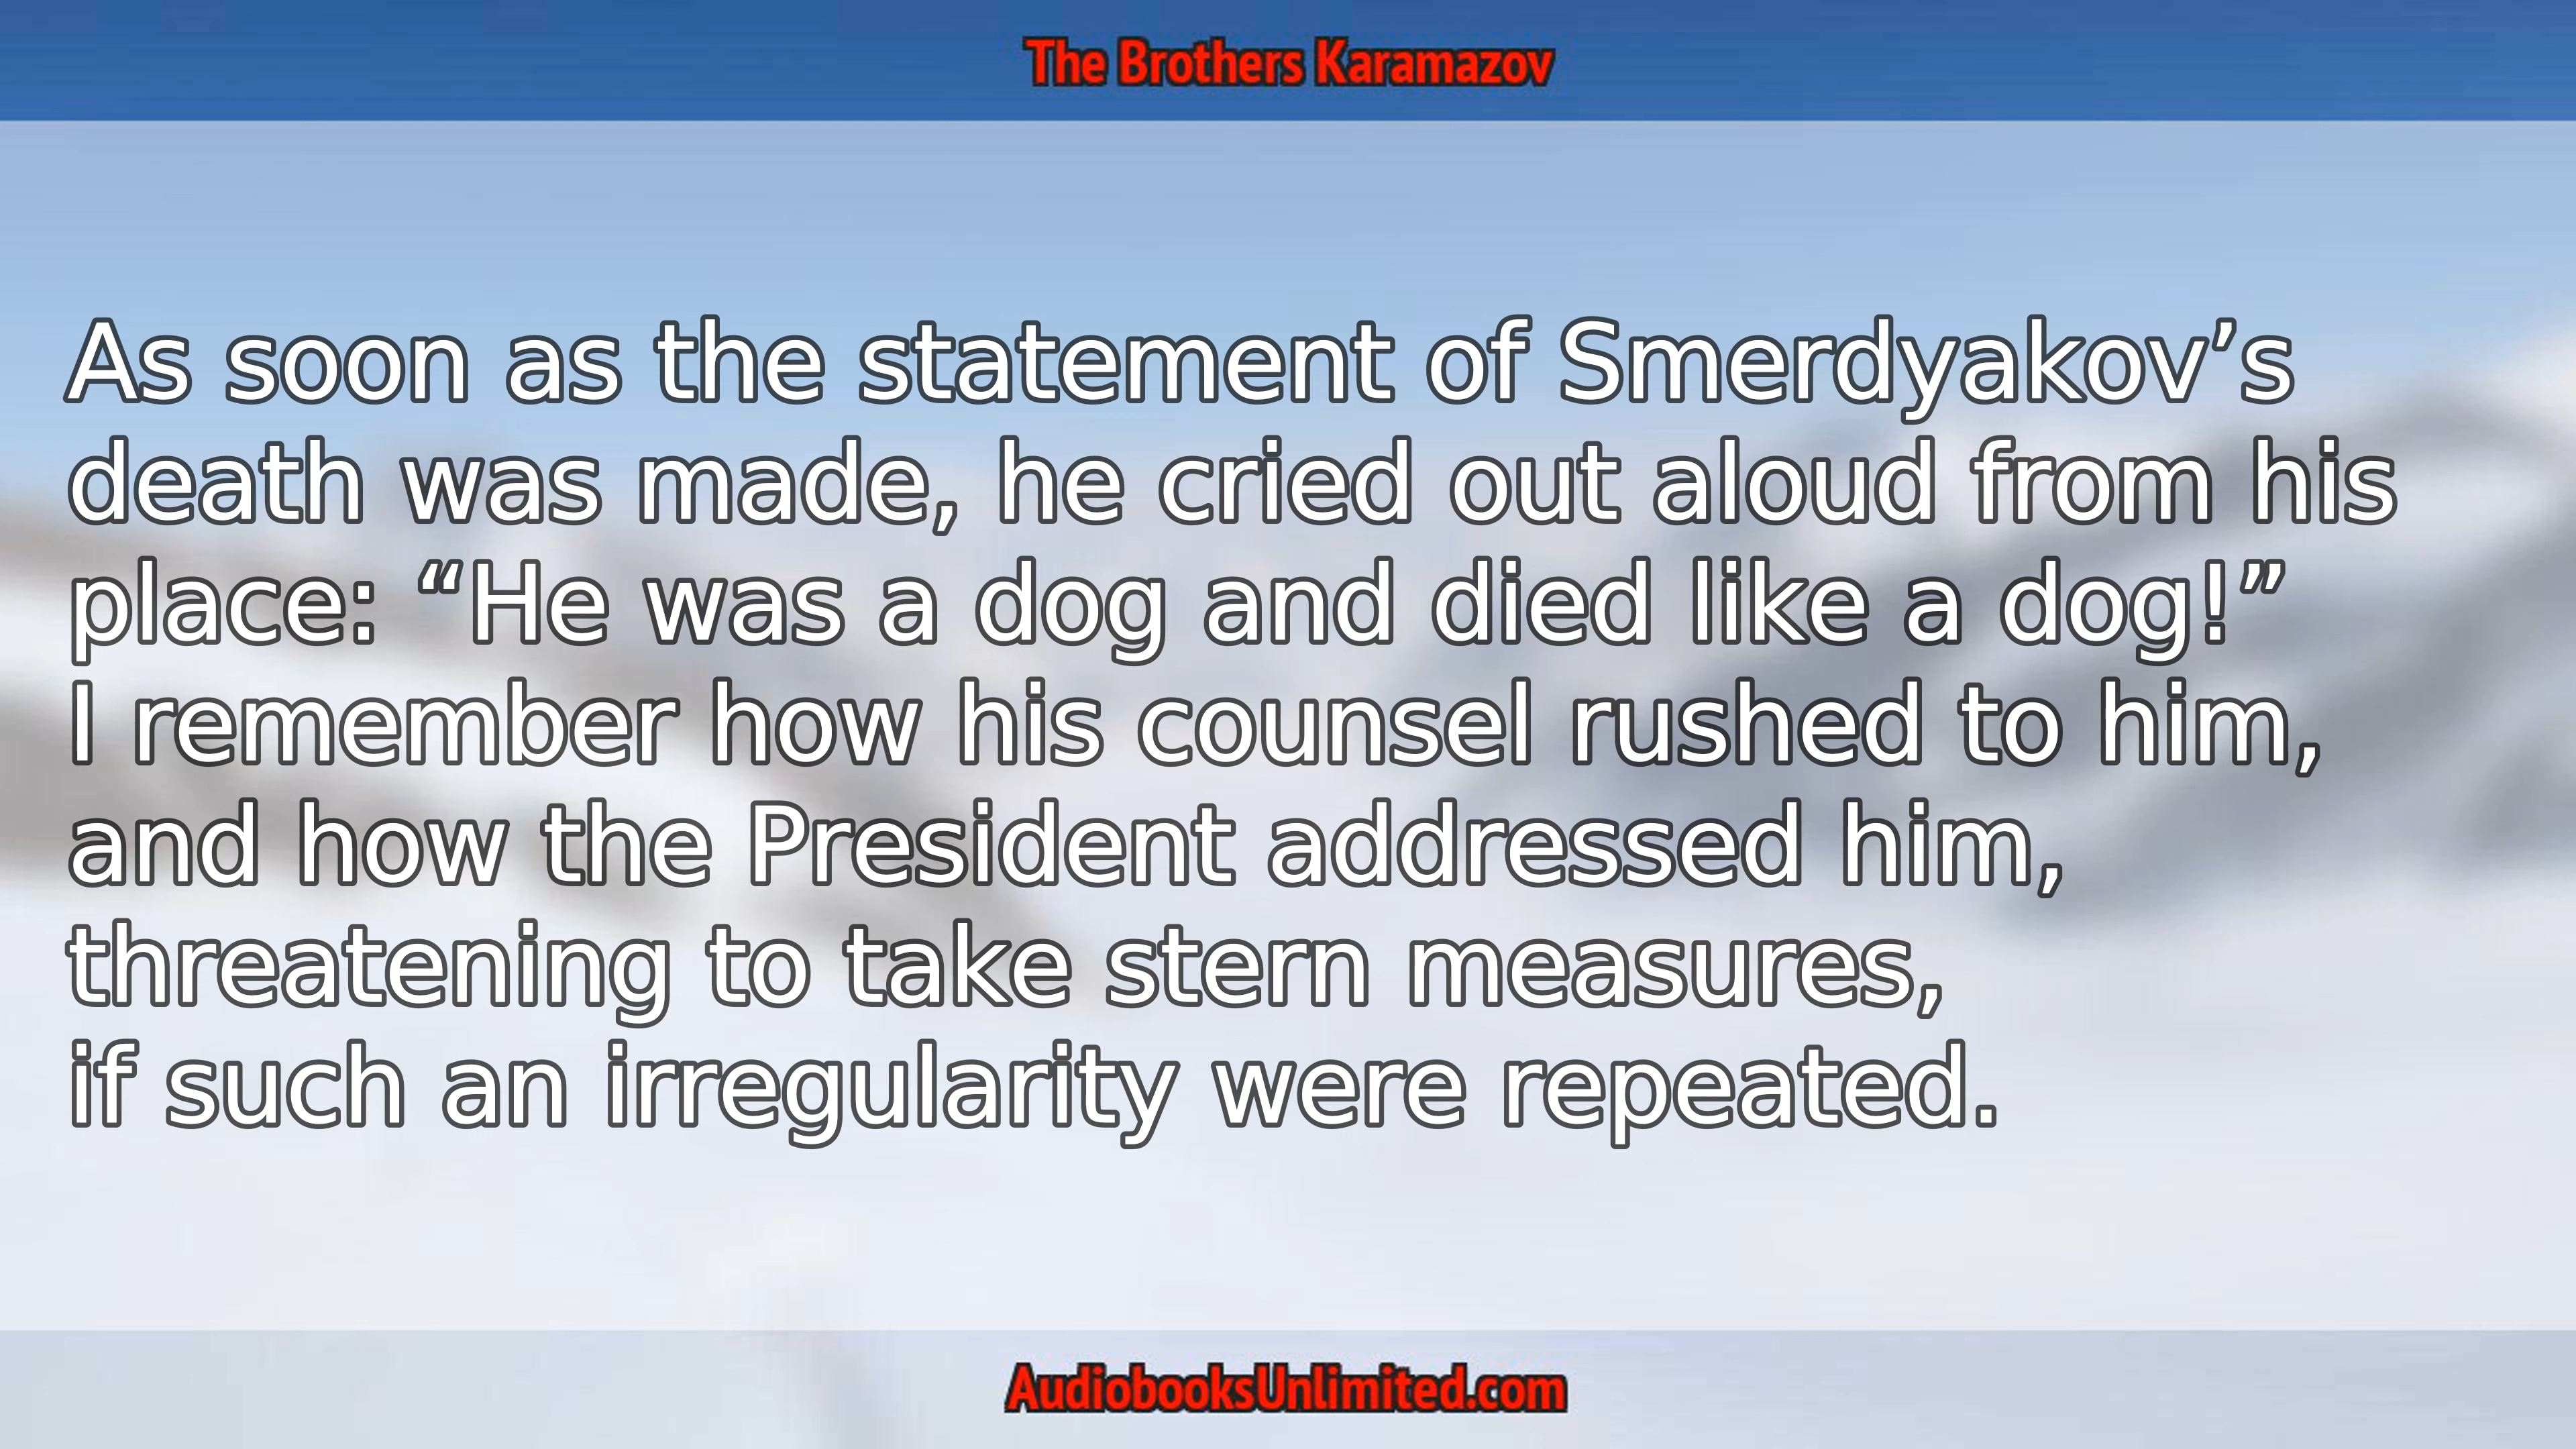 The Brothers Karamazov
As soon as the statement of Smerdyakov’s
death was made, he cried out aloud from his
place: “He was a dog and died like a dog!”
I remember how his counsel rushed to him,
and how the President addressed him,
threatening to take stern measures,
if such an irregularity were repeated.
AudiobooksUnlimited.com